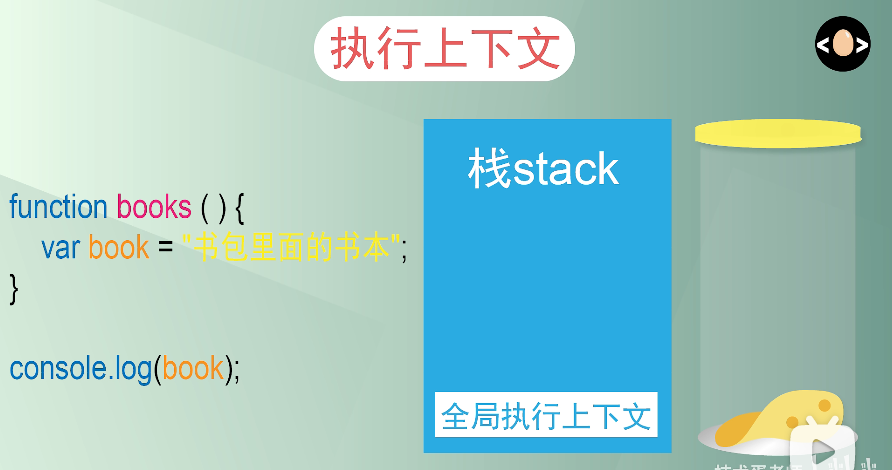 执行上下文
< >
栈stack
function books ( ) {
var book = "书包里面的书本";
}
console.log(book);
全局执行上下文